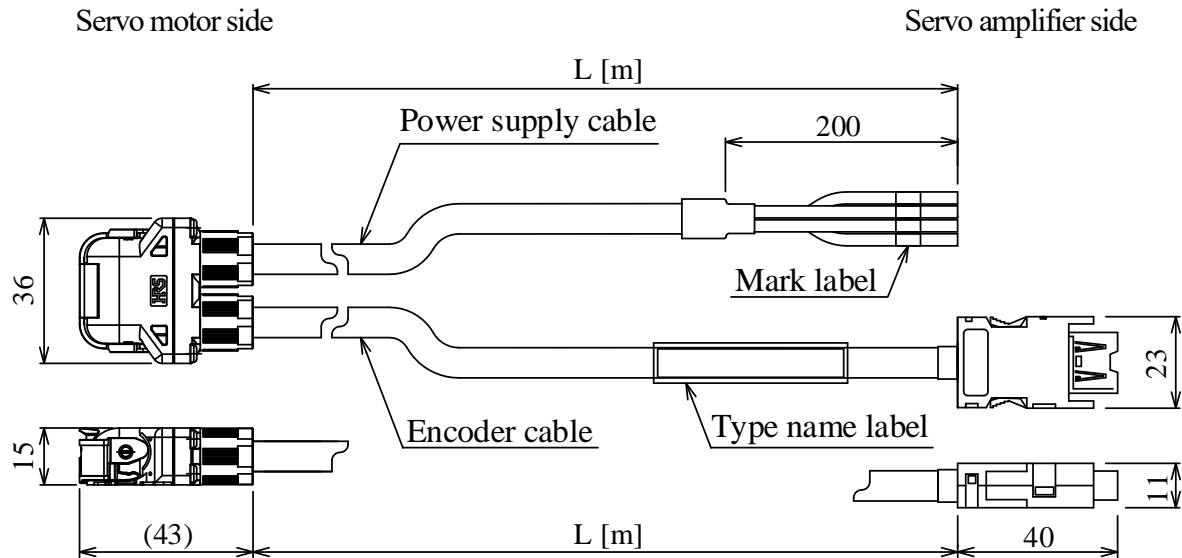 Servo motor side
Servo amplifier side
L [m]
Power supply cable
200
36
HRS
Mark label
23
Encoder cable
Type name label
15
11
(43)
L [m]
40